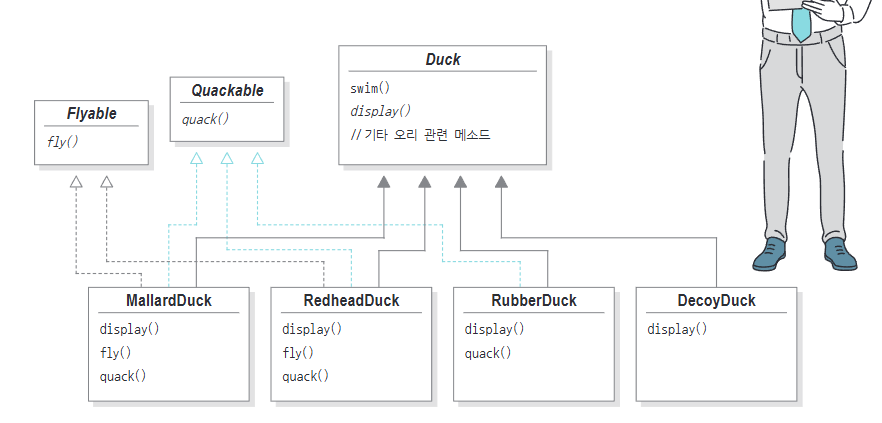 Duck
swim()
display()
// 기타 오리 관련 메소드
Quackable
quack()
Flyable
fly()
MallardDuck
display()
fly()
quack()
RedheadDuck
display()
fly()
quack()
RubberDuck
display()
quack()
DecoyDuck
display()